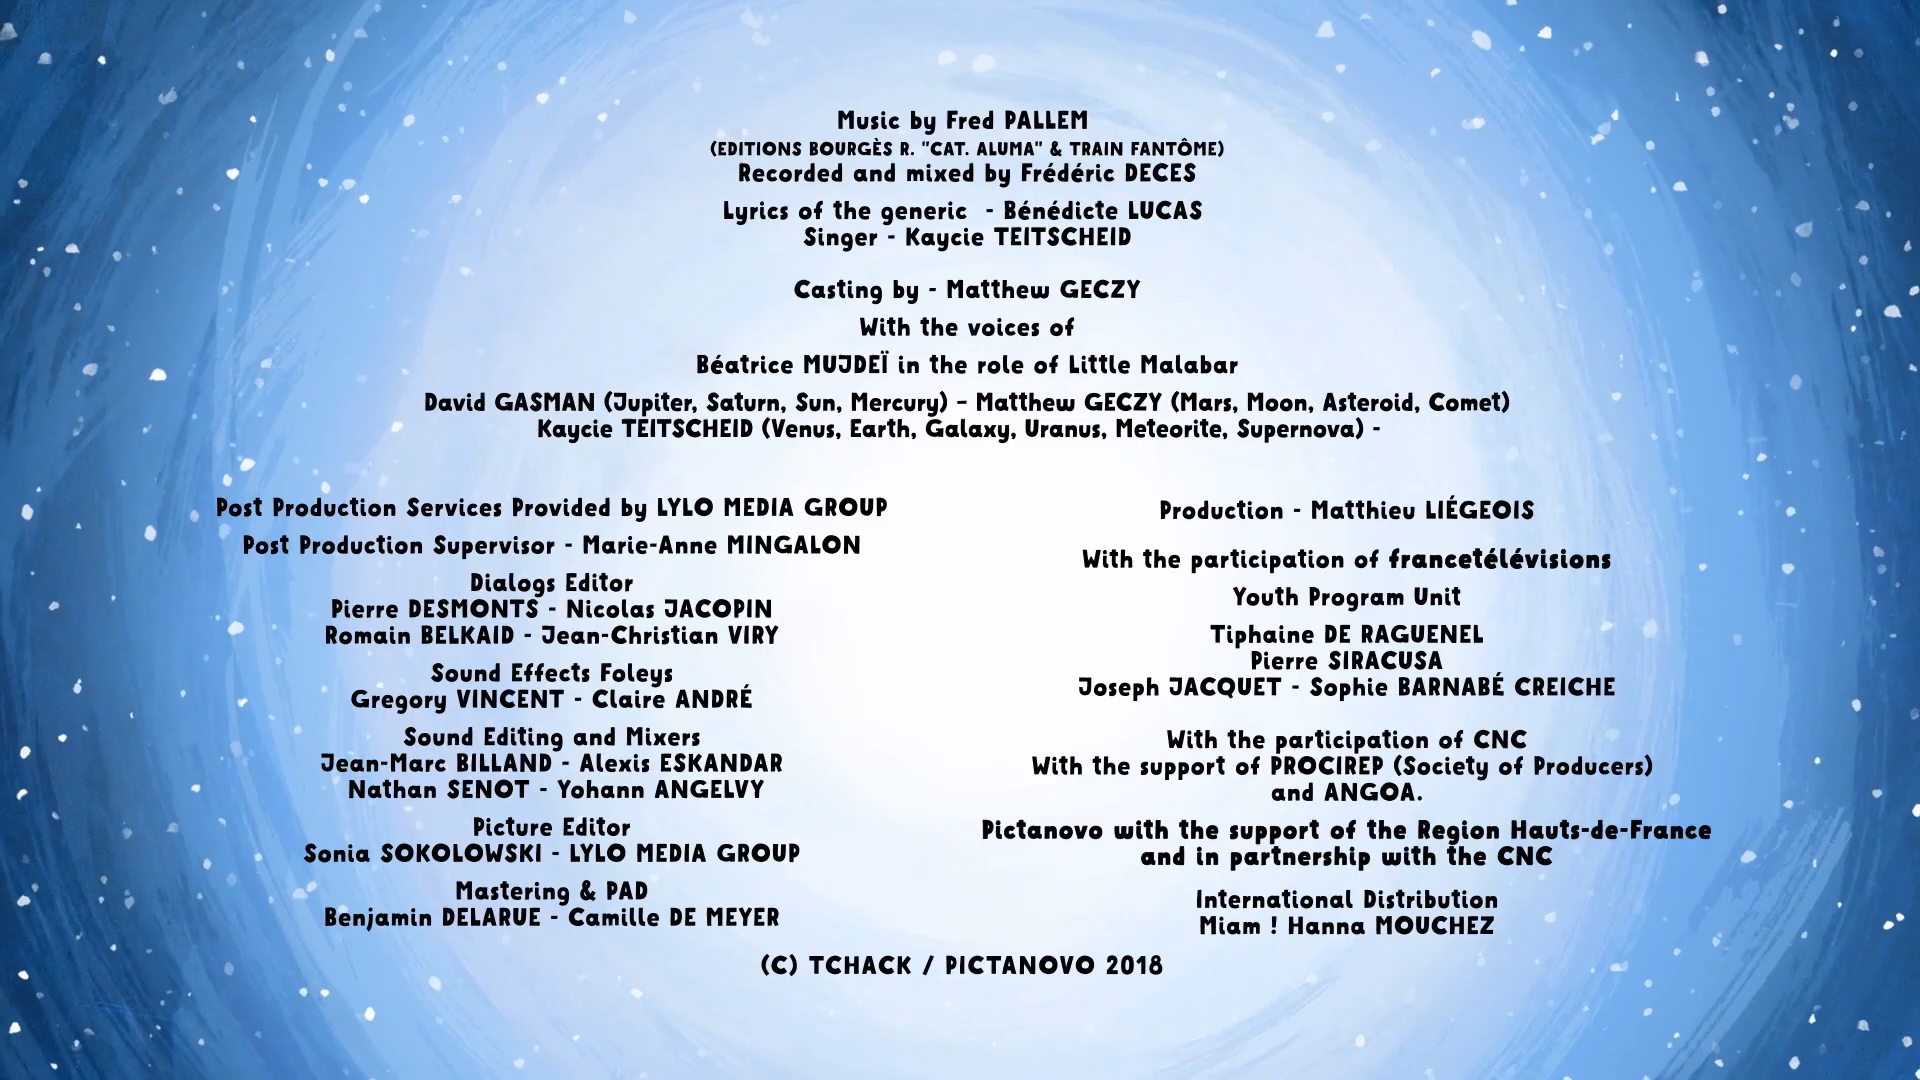 Music by Fred PALLEM
(EDITIONS BOURGÈS R. "CAT. ALUMA" & TRAIN FANTÔME)
Recorded and mixed by Frédéric DECES
Lyrics of the generic - Bénédicte LUCAS
Singer - Kaycie TEITSCHEID
Casting by - Matthew GECZY
With the voices of
Béatrice MUJDEÏ in the role of Little Malabar
David GASMAN (Jupiter, Saturn, Sun, Mercury) - Matthew GECZY (Mars, Moon, Asteroid, Comet)
Kaycie TEITSCHEID (Venus, Earth, Galaxy, Uranus, Meteorite, Supernova) -
Post Production Services Provided by LYLO MEDIA GROUP
Post Production Supervisor - Marie-Anne MINGALON
Dialogs Editor
Pierre DESMONTS - Nicolas JACOPIN
Romain BELKAID - Jean-Christian VIRY
Sound Effects Foleys
Gregory VINCENT - Claire ANDRÉ
Sound Editing and Mixers
Jean-Marc BILLAND - Alexis ESKANDAR
Nathan SENOT - Yohann ANGELVY
Picture Editor
Sonia SOKOLOWSKI - LYLO MEDIA GROUP
Mastering & PAD
Benjamin DELARUE - Camille DE MEYER
Production - Matthieu LIÉGEOIS
With the participation of francetélévisions
Youth Program Unit
Tiphaine DE RAGUENEL
Pierre SIRACUSA
Joseph JACQUET - Sophie BARNABÉ CREICHE
With the participation of CNC
With the support of PROCIREP (Society of Producers)
and ANGOA.
Pictanovo with the support of the Region Hauts-de-France
and in partnership with the CNC
International Distribution
Miam ! Hanna MOUCHEZ
(C) TCHACK / PICTANOVO 2018